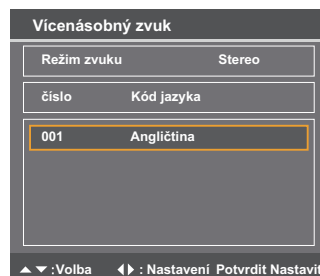 Vícenásobný zvuk
Režim zvuku Stereo
číslo Kód jazyka
001 Angličtina
▲ ▼ :Volba ◀ ▶ : Nastavení Potvrdit Nastavit